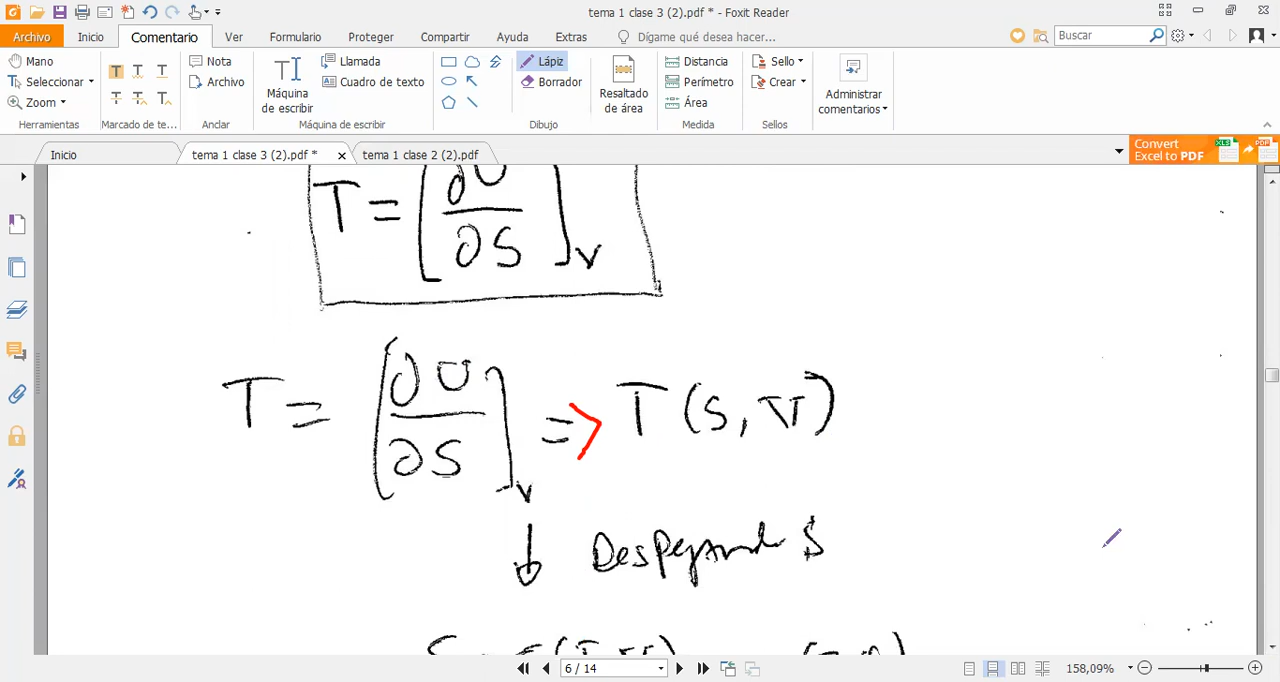 tema 1 clase 3 (2).pdf * - Foxit Reader
Archivo Inicio Comentario Ver Formulario Proteger Compartir Ayuda Extras Dígame qué desea hacer... Buscar
Mano
Seleccionar
Zoom
Herramientas
T T T
T T T
Marcado de te...
Nota
Archivo
Anclar
Máquina
de escribir
Llamada
Cuadro de texto
Máquina de escribir
Lápiz
Borrador
Dibujo
Resaltado
de área
Distancia
Perímetro
Área
Medida
Sello
Crear
Sellos
Administrar
comentarios
Inicio
tema 1 clase 3 (2).pdf *
tema 1 clase 2 (2).pdf
Convert
Excel to PDF
XLS
PDF
T = [∂U/∂S]v
T = [∂U/∂S]v => T(S, V)
↓ Despejando S
6 / 14
158,09%